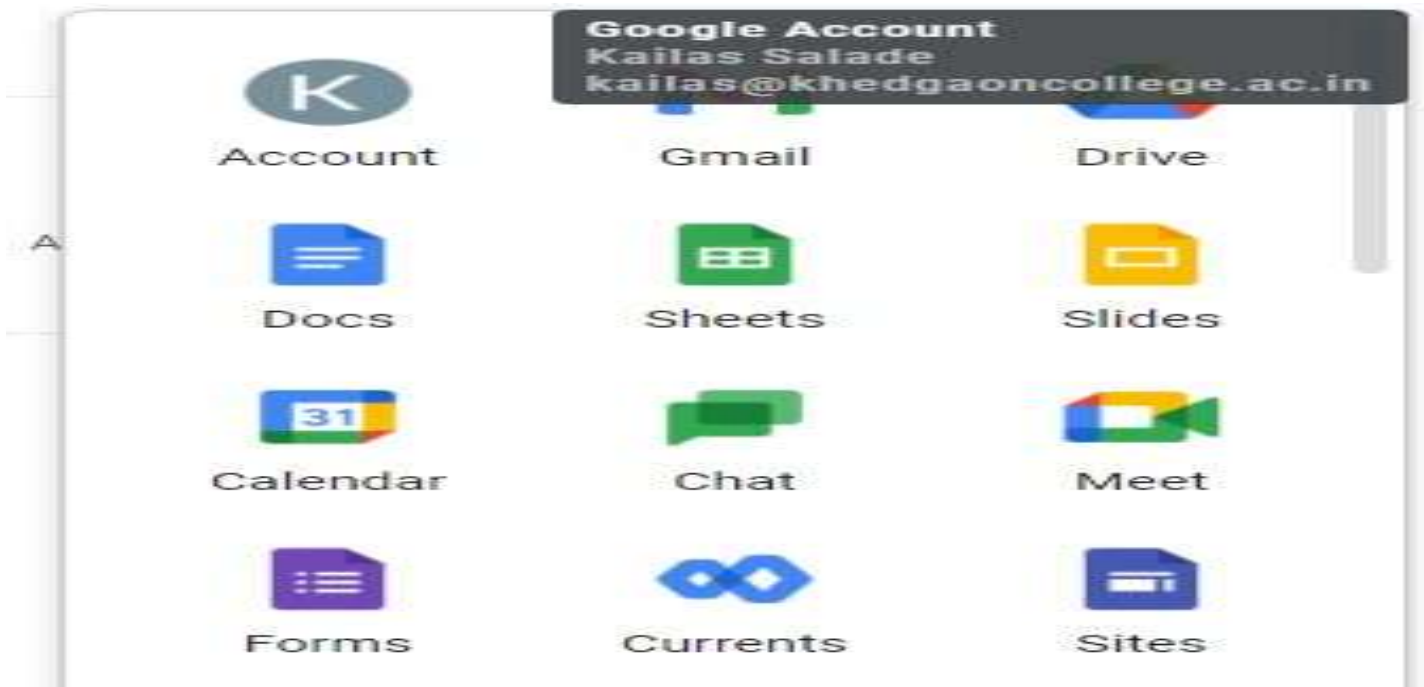 Google Account
Kailas Salade
kailas@khedgaoncollege.ac.in
K
Account Gmail Drive
A
Docs Sheets Slides
31
Calendar Chat Meet
Forms Currents Sites